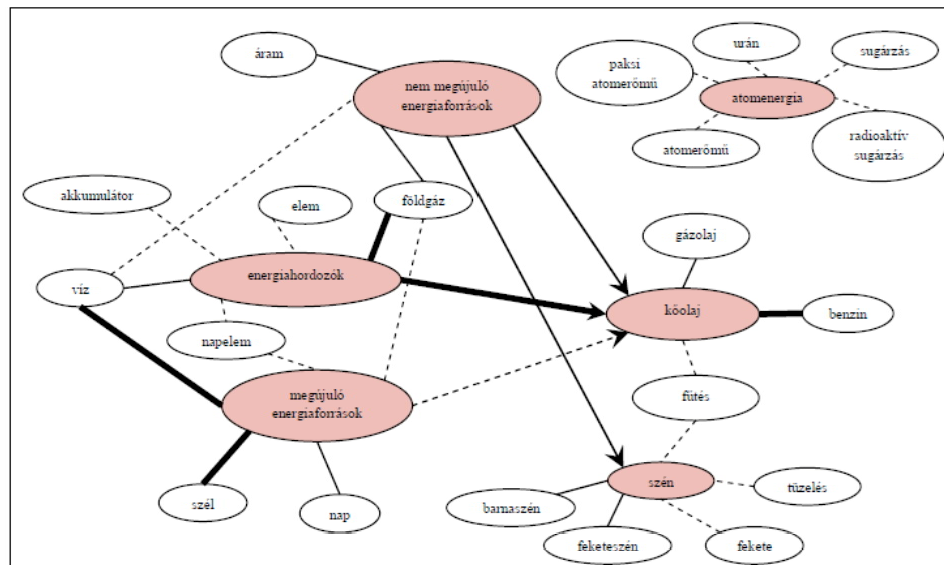 áram
nem megújuló
energiaforrások
urán
sugárzás
paksi
atomerőmű
atomenergia
atomerőmű
radioaktív
sugárzás
akkumulátor
elem
földgáz
gázolaj
energiahordozók
víz
kőolaj
benzin
napelem
megújuló
energiaforrások
fűtés
szél
nap
szén
tüzelés
barnaszén
feketeszén
fekete